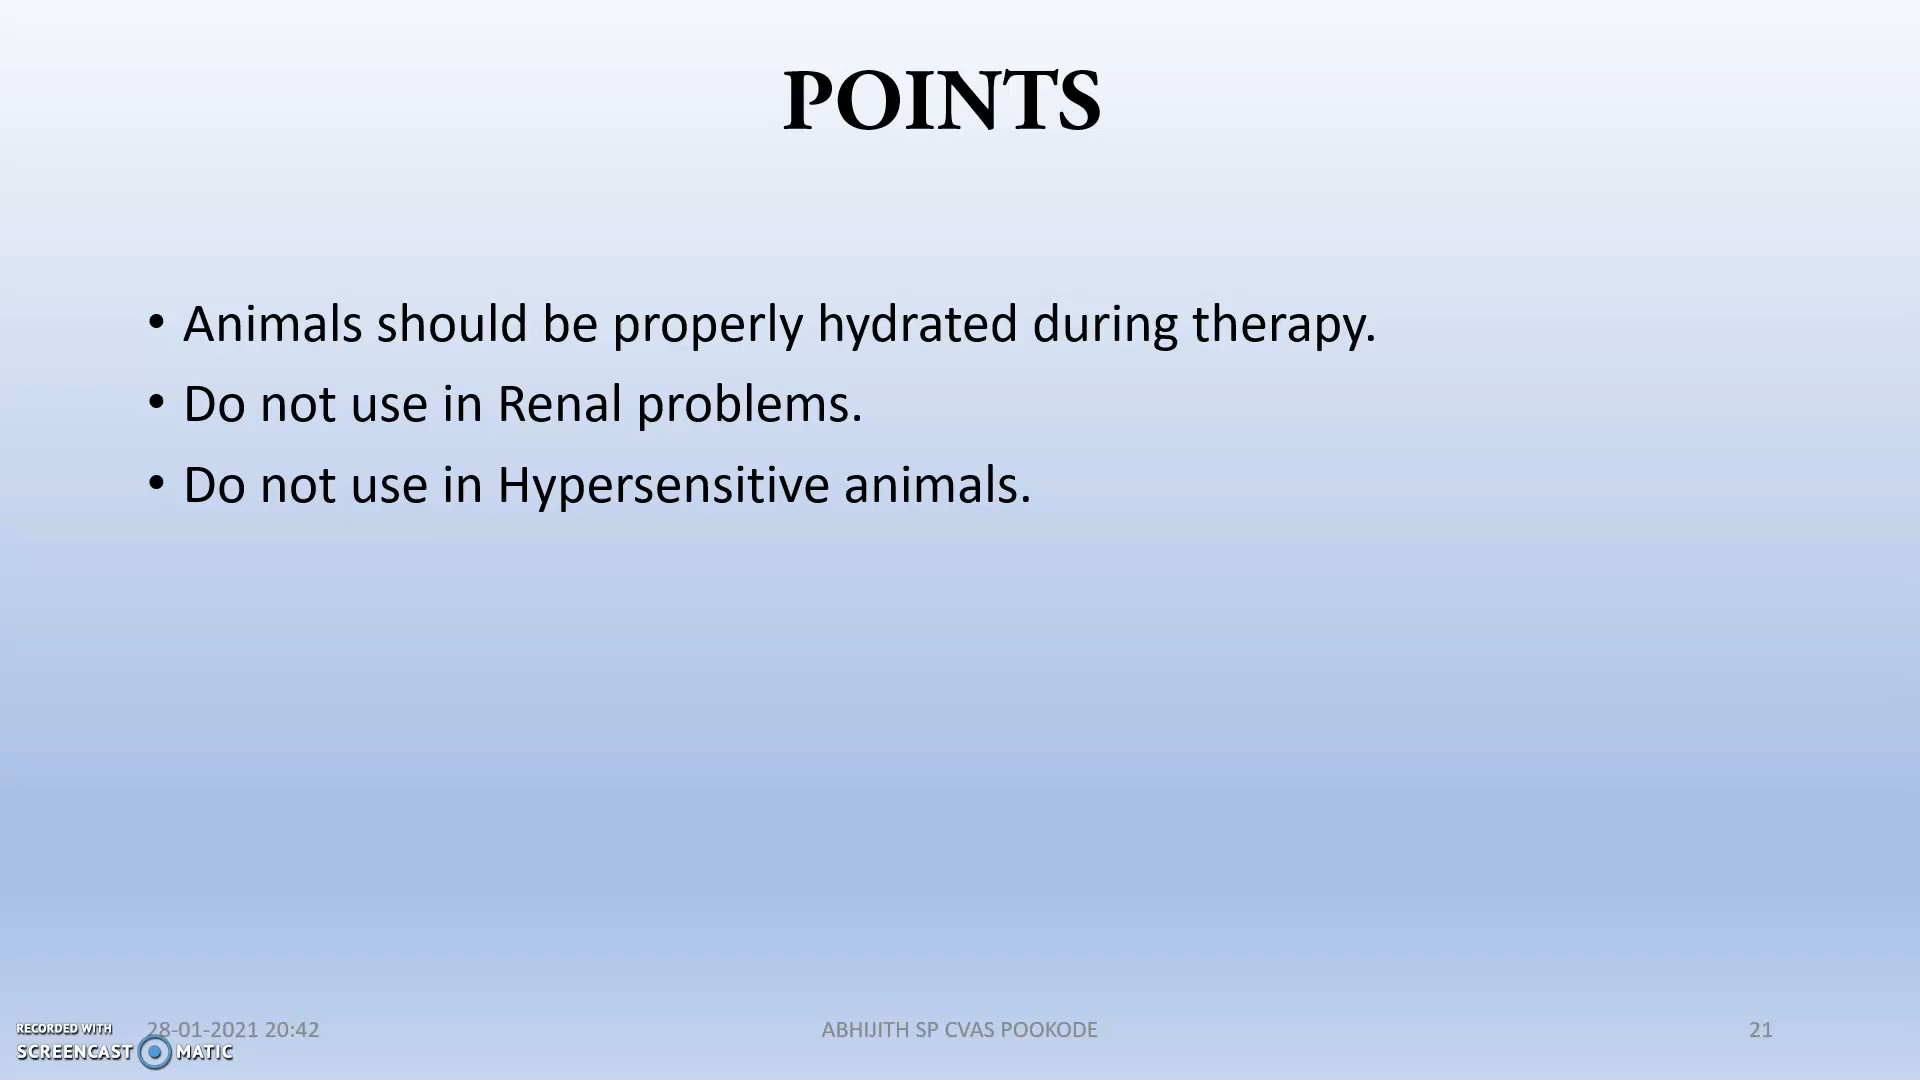 POINTS
• Animals should be properly hydrated during therapy.
• Do not use in Renal problems.
• Do not use in Hypersensitive animals.
RECORDED WITH
SCREENCAST MATIC
28-01-2021 20:42
ABHIJITH SP CVAS POOKODE
21